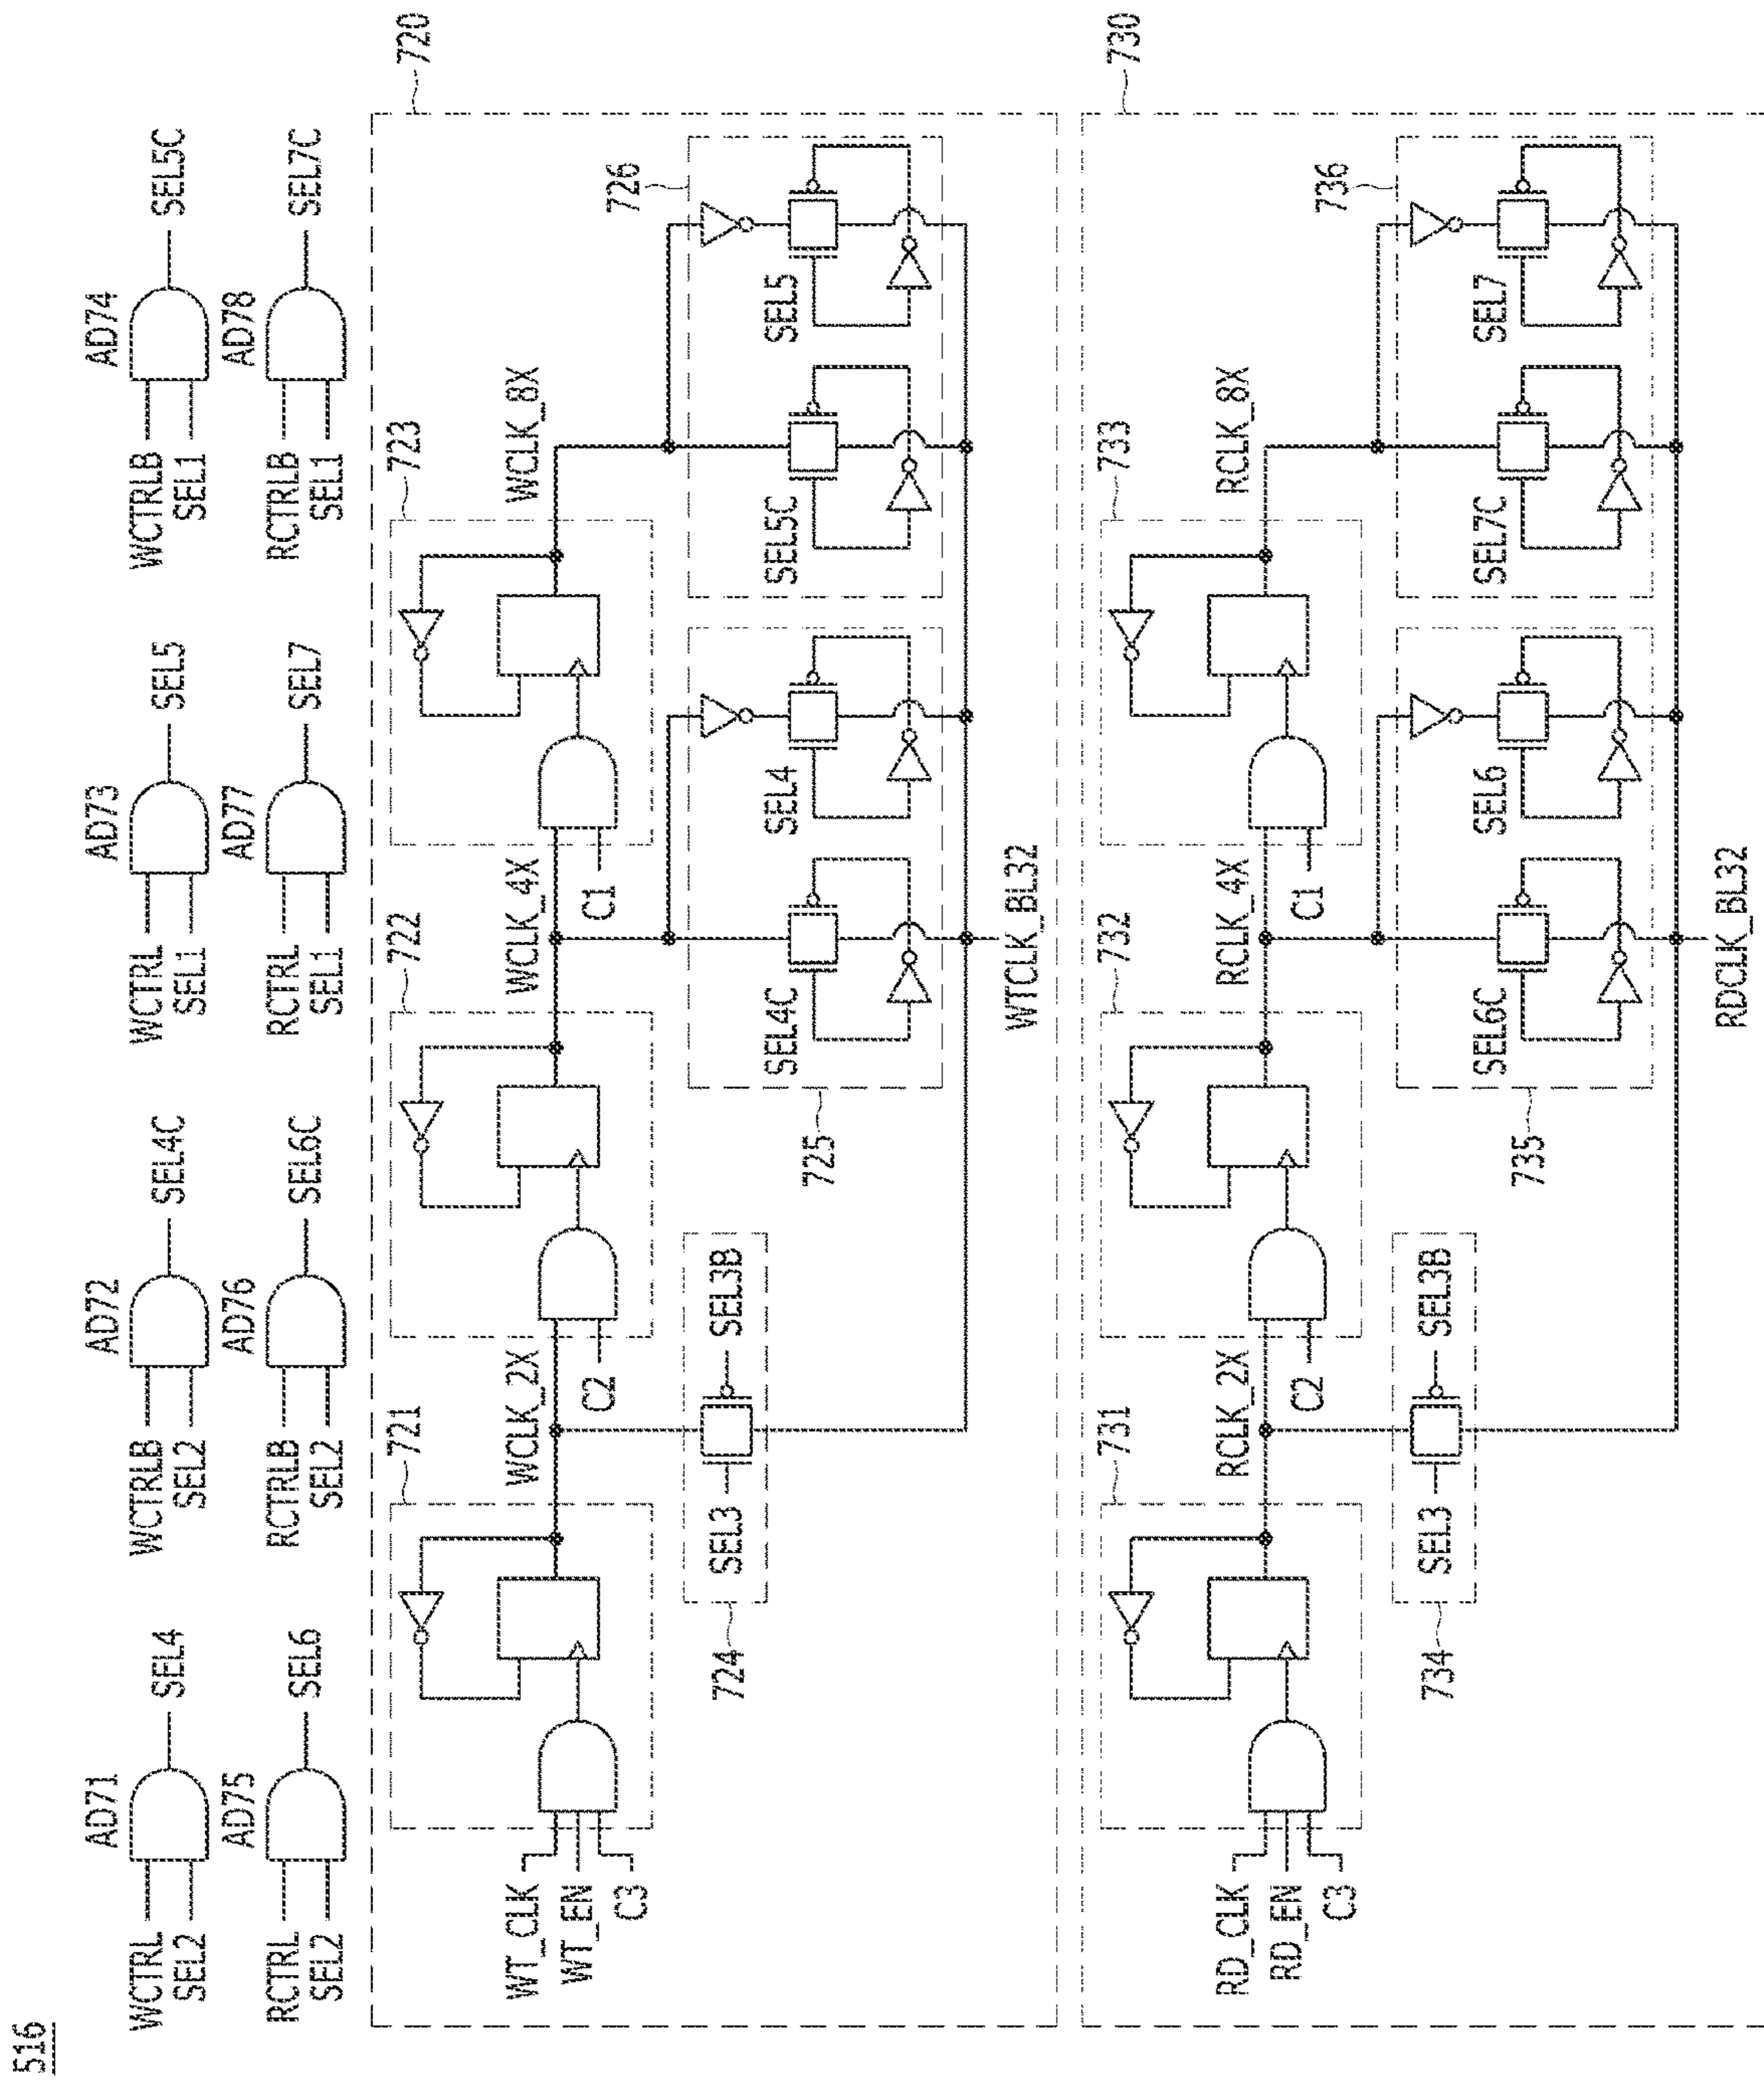 516
AD71
WCTRL
SEL2
SEL4
AD72
WCTRLB
SEL2
SEL4C
AD73
WCTRL
SEL1
SEL5
AD74
WCTRLB
SEL1
SEL5C
AD75
RCTRL
SEL2
SEL6
AD76
RCTRLB
SEL2
SEL6C
AD77
RCTRL
SEL1
SEL7
AD78
RCTRLB
SEL1
SEL7C
720
721
722
723
WT_CLK
WT_EN
C3
WCLK_2X
C2
WCLK_4X
C1
WCLK_8X
724
SEL3
SEL3B
725
SEL4C
SEL4
726
SEL5C
SEL5
WTCLK_BL32
730
731
732
733
RD_CLK
RD_EN
C3
RCLK_2X
C2
RCLK_4X
C1
RCLK_8X
734
SEL3
SEL3B
735
SEL6C
SEL6
736
SEL7C
SEL7
RDCLK_BL32